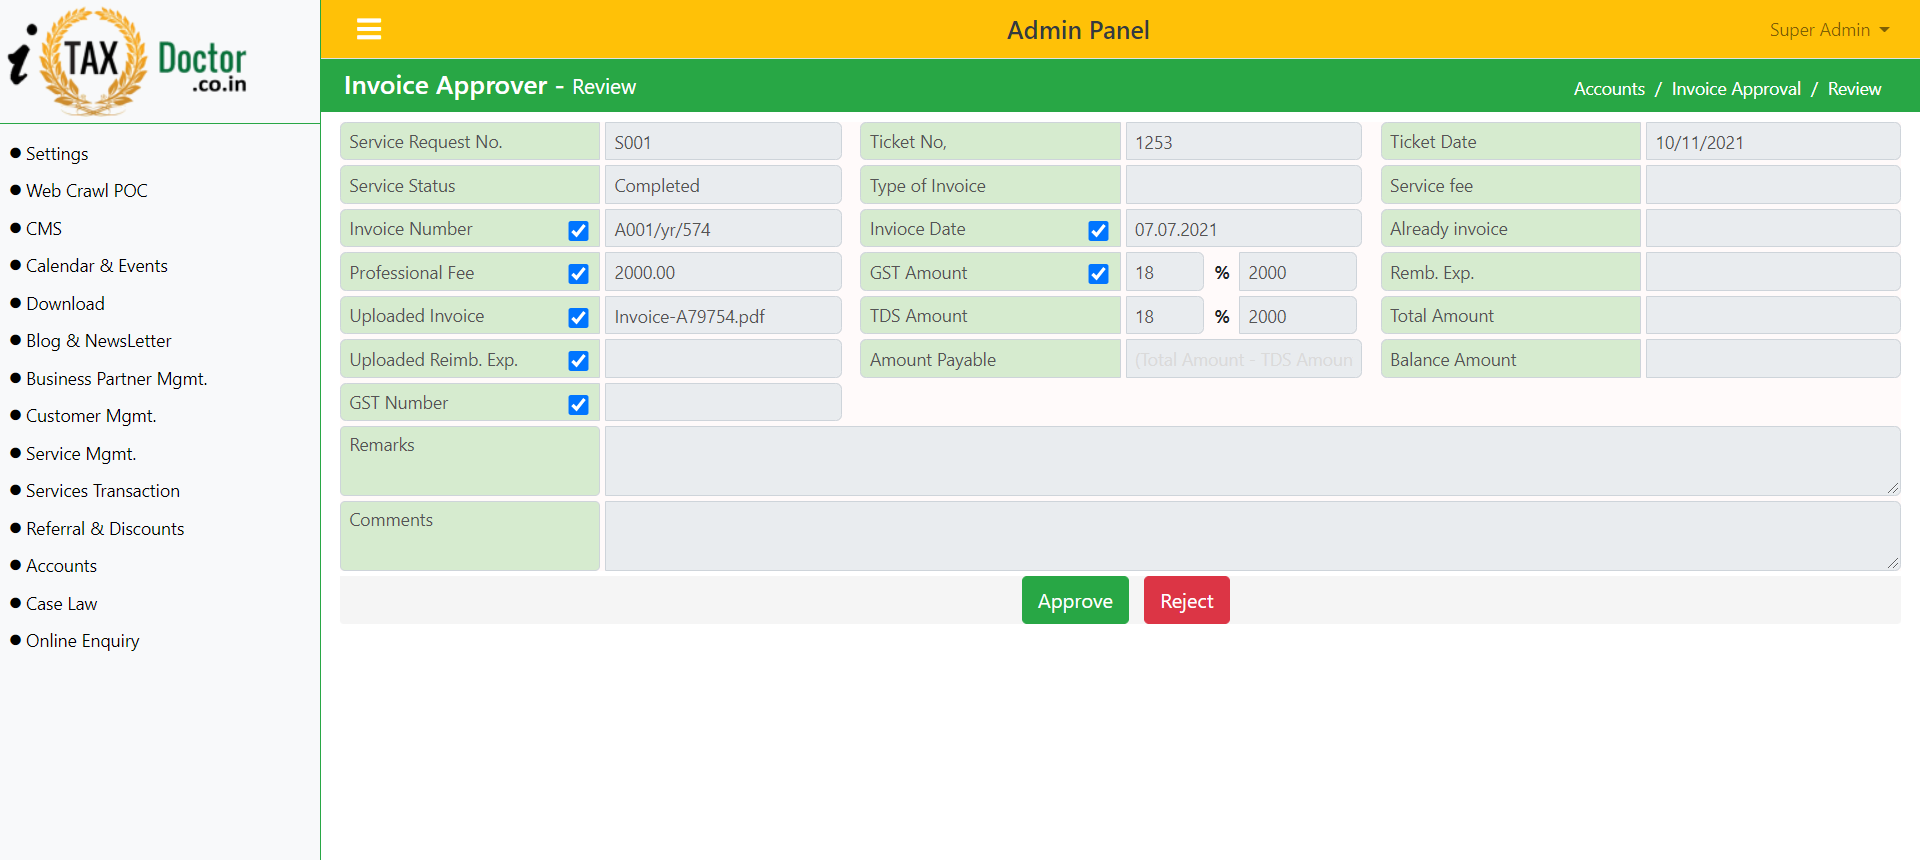 i TAX Doctor
.co.in
Admin Panel
Super Admin
Invoice Approver - Review
Accounts / Invoice Approval / Review
Settings
Web Crawl POC
CMS
Calendar & Events
Download
Blog & NewsLetter
Business Partner Mgmt.
Customer Mgmt.
Service Mgmt.
Services Transaction
Referral & Discounts
Accounts
Case Law
Online Enquiry
Service Request No. S001 Ticket No, 1253 Ticket Date 10/11/2021
Service Status Completed Type of Invoice Service fee
Invoice Number A001/yr/574 Invioce Date 07.07.2021 Already invoice
Professional Fee 2000.00 GST Amount 18 % 2000 Remb. Exp.
Uploaded Invoice Invoice-A79754.pdf TDS Amount 18 % 2000 Total Amount
Uploaded Reimb. Exp. Amount Payable (Total Amount - TDS Amoun Balance Amount
GST Number
Remarks
Comments
Approve Reject